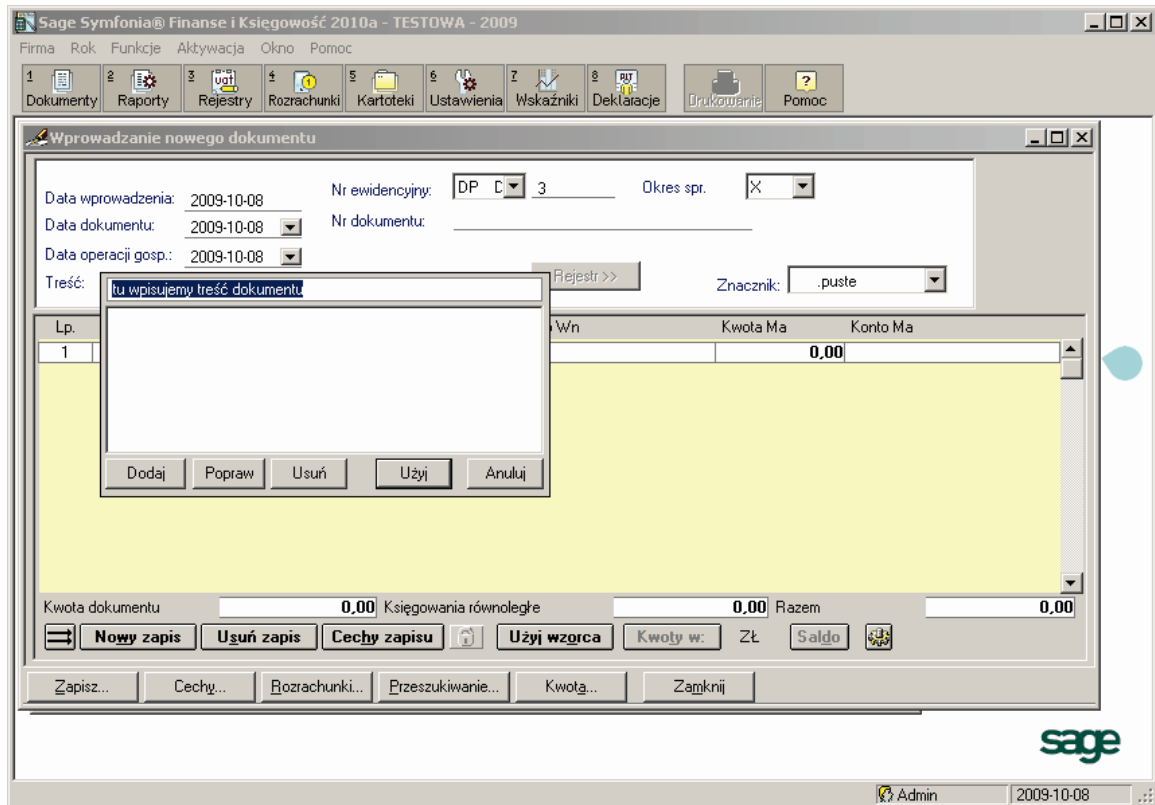 Sage Symfonia® Finanse i Księgowość 2010a - TESTOWA - 2009
Firma Rok Funkcje Aktywacja Okno Pomoc
1 2 3 vat 4 5 6 7 8 PIT
Dokumenty Raporty Rejestry Rozrachunki Kartoteki Ustawienia Wskaźniki Deklaracje Drukowanie Pomoc
Wprowadzanie nowego dokumentu
Data wprowadzenia: 2009-10-08 Nr ewidencyjny: DP D 3 Okres spr. X
Data dokumentu: 2009-10-08 Nr dokumentu:
Data operacji gosp.: 2009-10-08
Treść: Rejestr >> Znacznik: .puste
tu wpisujemy treść dokumentu
Lp. Wn Kwota Ma Konto Ma
1 0,00
Dodaj Popraw Usuń Użyj Anuluj
Kwota dokumentu 0,00 Księgowania równoległe 0,00 Razem 0,00
Nowy zapis Usuń zapis Cechy zapisu Użyj wzorca Kwoty w: ZŁ Saldo
Zapisz... Cechy... Rozrachunki... Przeszukiwanie... Kwota... Zamknij
sage
Admin 2009-10-08